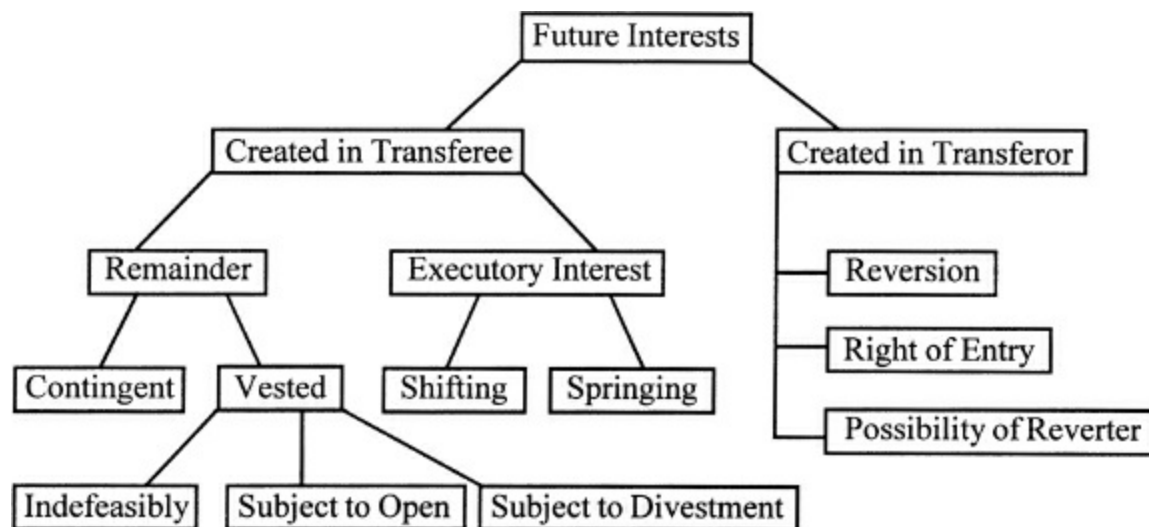 Future Interests
Created in Transferee
Created in Transferor
Remainder
Executory Interest
Reversion
Right of Entry
Contingent
Vested
Shifting
Springing
Possibility of Reverter
Indefeasibly
Subject to Open
Subject to Divestment